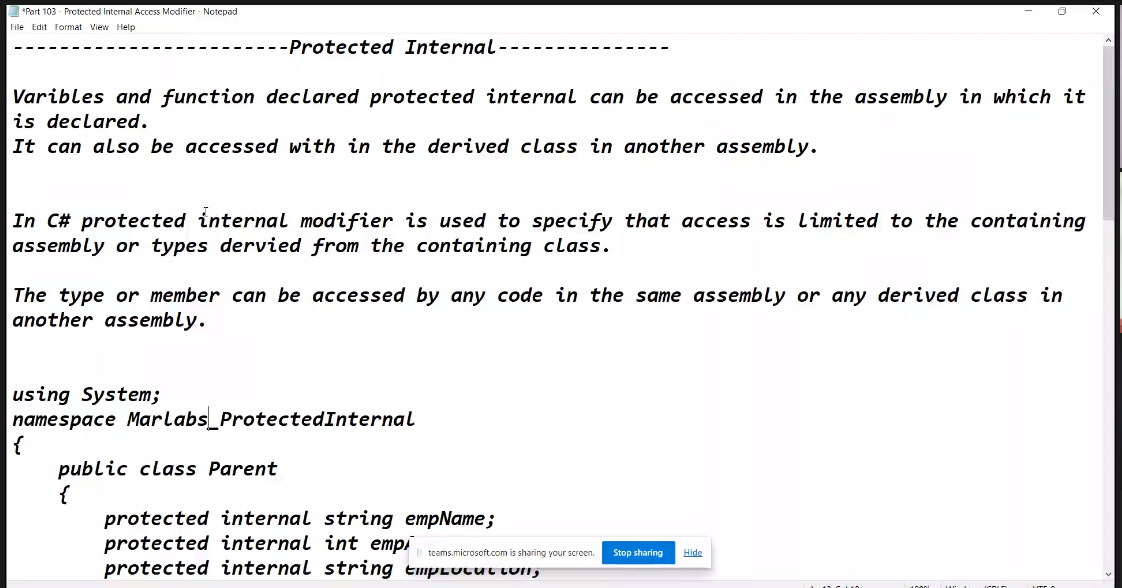 *Part 103 - Protected Internal Access Modifier - Notepad
File Edit Format View Help
------------------------Protected Internal---------------
Varibles and function declared protected internal can be accessed in the assembly in which it
is declared.
It can also be accessed with in the derived class in another assembly.
In C# protected internal modifier is used to specify that access is limited to the containing
assembly or types dervied from the containing class.
The type or member can be accessed by any code in the same assembly or any derived class in
another assembly.
using System;
namespace Marlabs_ProtectedInternal
{
public class Parent
{
protected internal string empName;
protected internal int
protected internal string empLocation;
teams.microsoft.com is sharing your screen. Stop sharing Hide